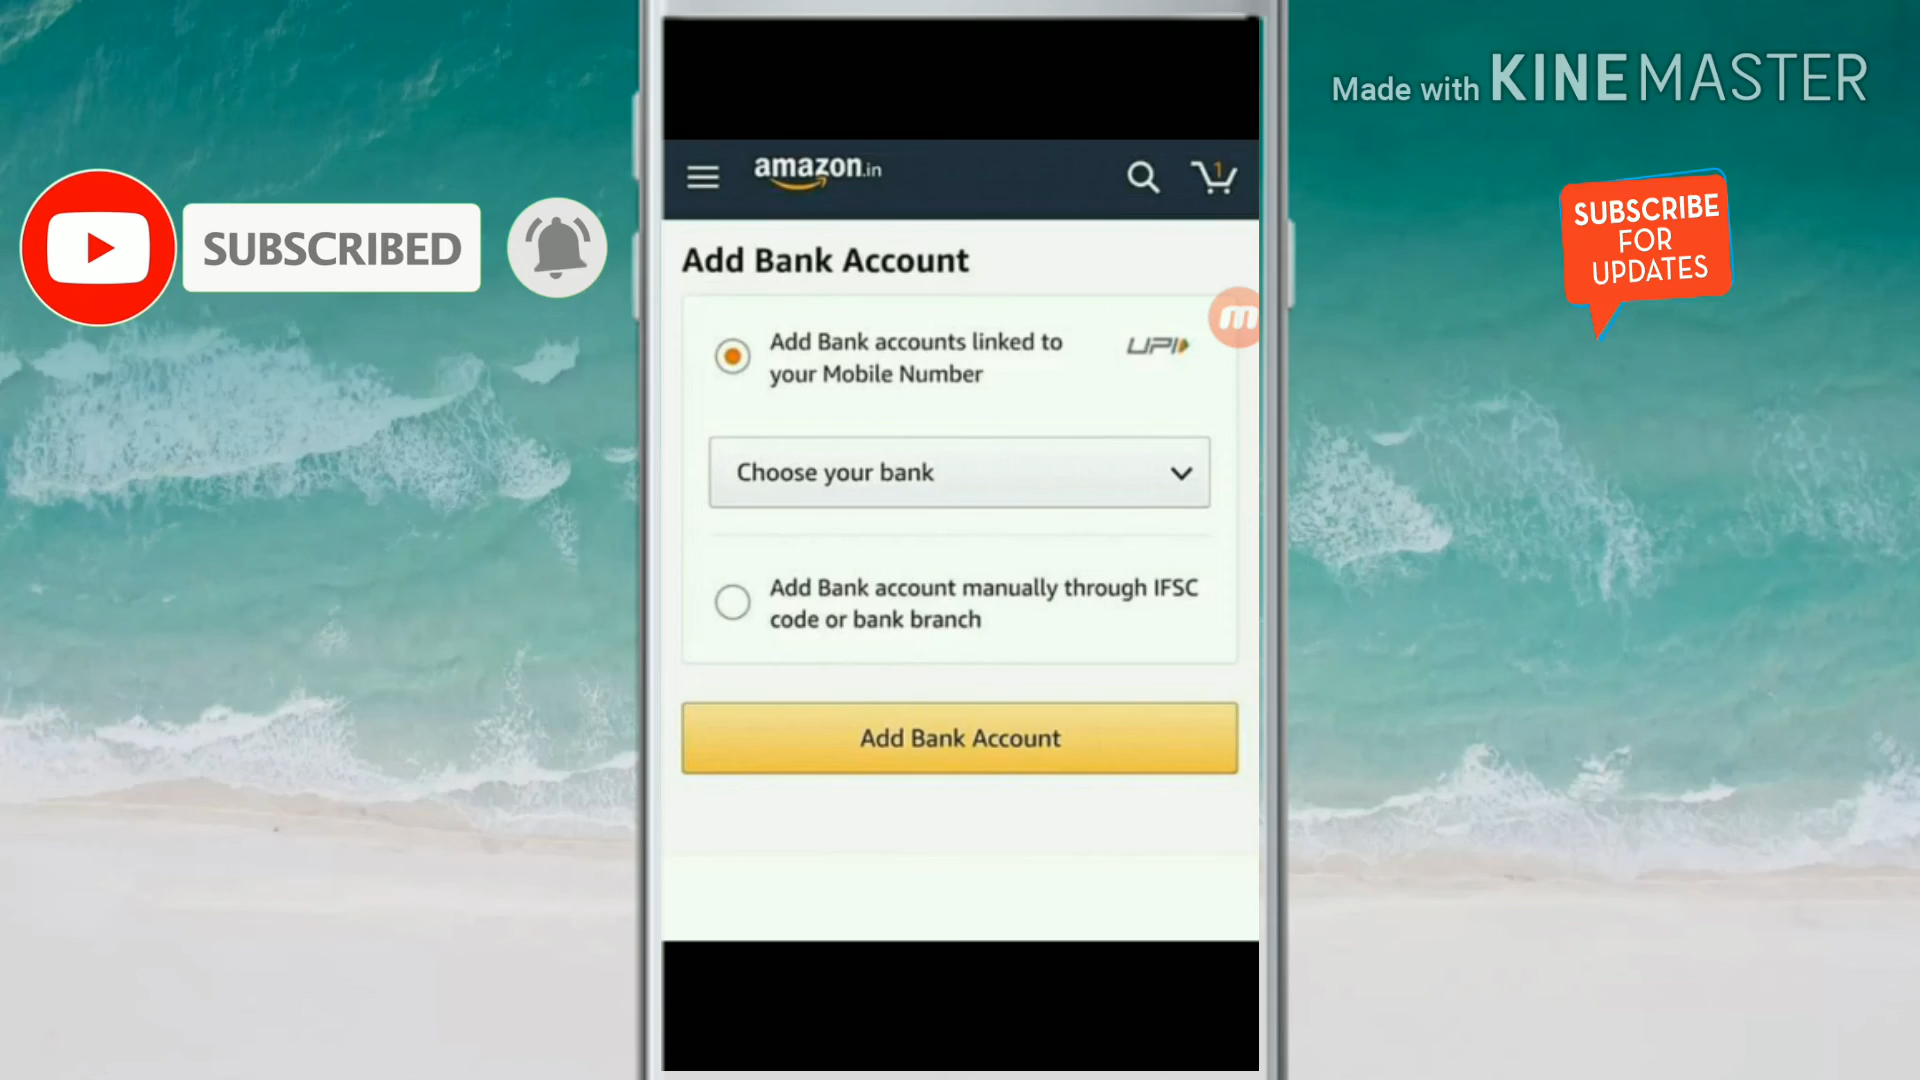 Made with KINEMASTER
SUBSCRIBED
SUBSCRIBE
FOR
UPDATES
amazon.in
1
Add Bank Account
m
Add Bank accounts linked to
your Mobile Number
UPI
Choose your bank
Add Bank account manually through IFSC
code or bank branch
Add Bank Account